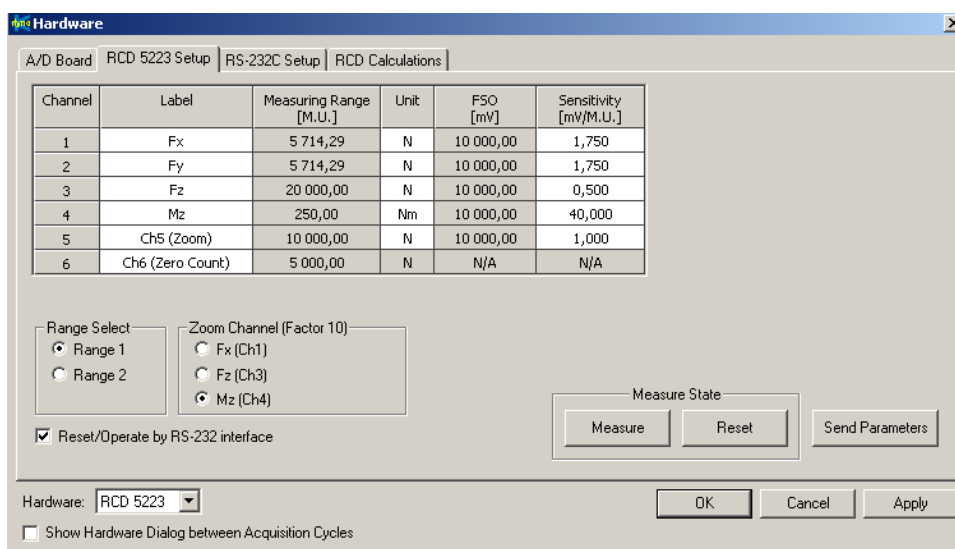 Hardware
A/D Board RCD 5223 Setup RS-232C Setup RCD Calculations
Channel Label Measuring Range [M.U.] Unit FSO [mV] Sensitivity [mV/M.U.]
1 Fx 5 714,29 N 10 000,00 1,750
2 Fy 5 714,29 N 10 000,00 1,750
3 Fz 20 000,00 N 10 000,00 0,500
4 Mz 250,00 Nm 10 000,00 40,000
5 Ch5 (Zoom) 10 000,00 N 10 000,00 1,000
6 Ch6 (Zero Count) 5 000,00 N N/A N/A
Range Select
Range 1
Range 2
Zoom Channel (Factor 10)
Fx (Ch1)
Fz (Ch3)
Mz (Ch4)
Reset/Operate by RS-232 interface
Measure State
Measure Reset Send Parameters
Hardware: RCD 5223
OK Cancel Apply
Show Hardware Dialog between Acquisition Cycles